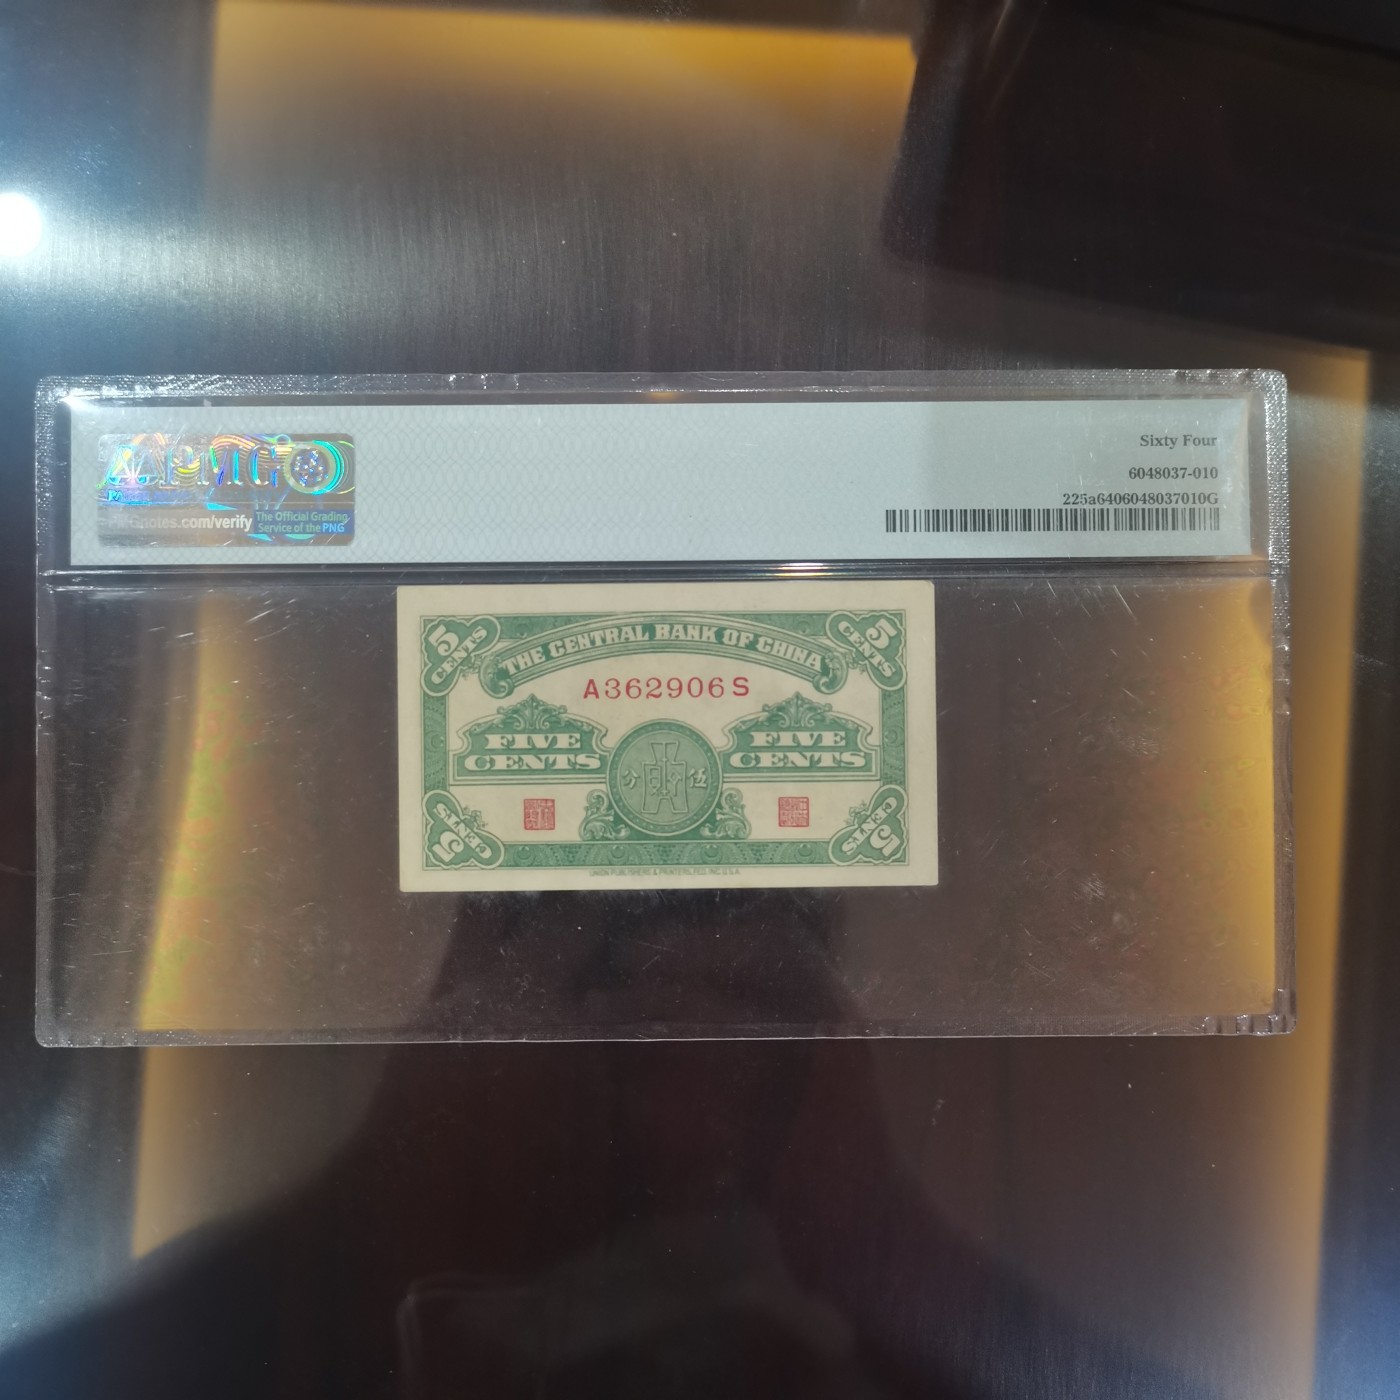 Sixty Four
6048037-010
225a6406048037010G
PMG
PMGnotes.com/verify
The Official Grading
Service of the PNG
5 CENTS
5 CENTS
THE CENTRAL BANK OF CHINA
A362906S
FIVE CENTS
FIVE CENTS
分 伍
5 CENTS
5 CENTS